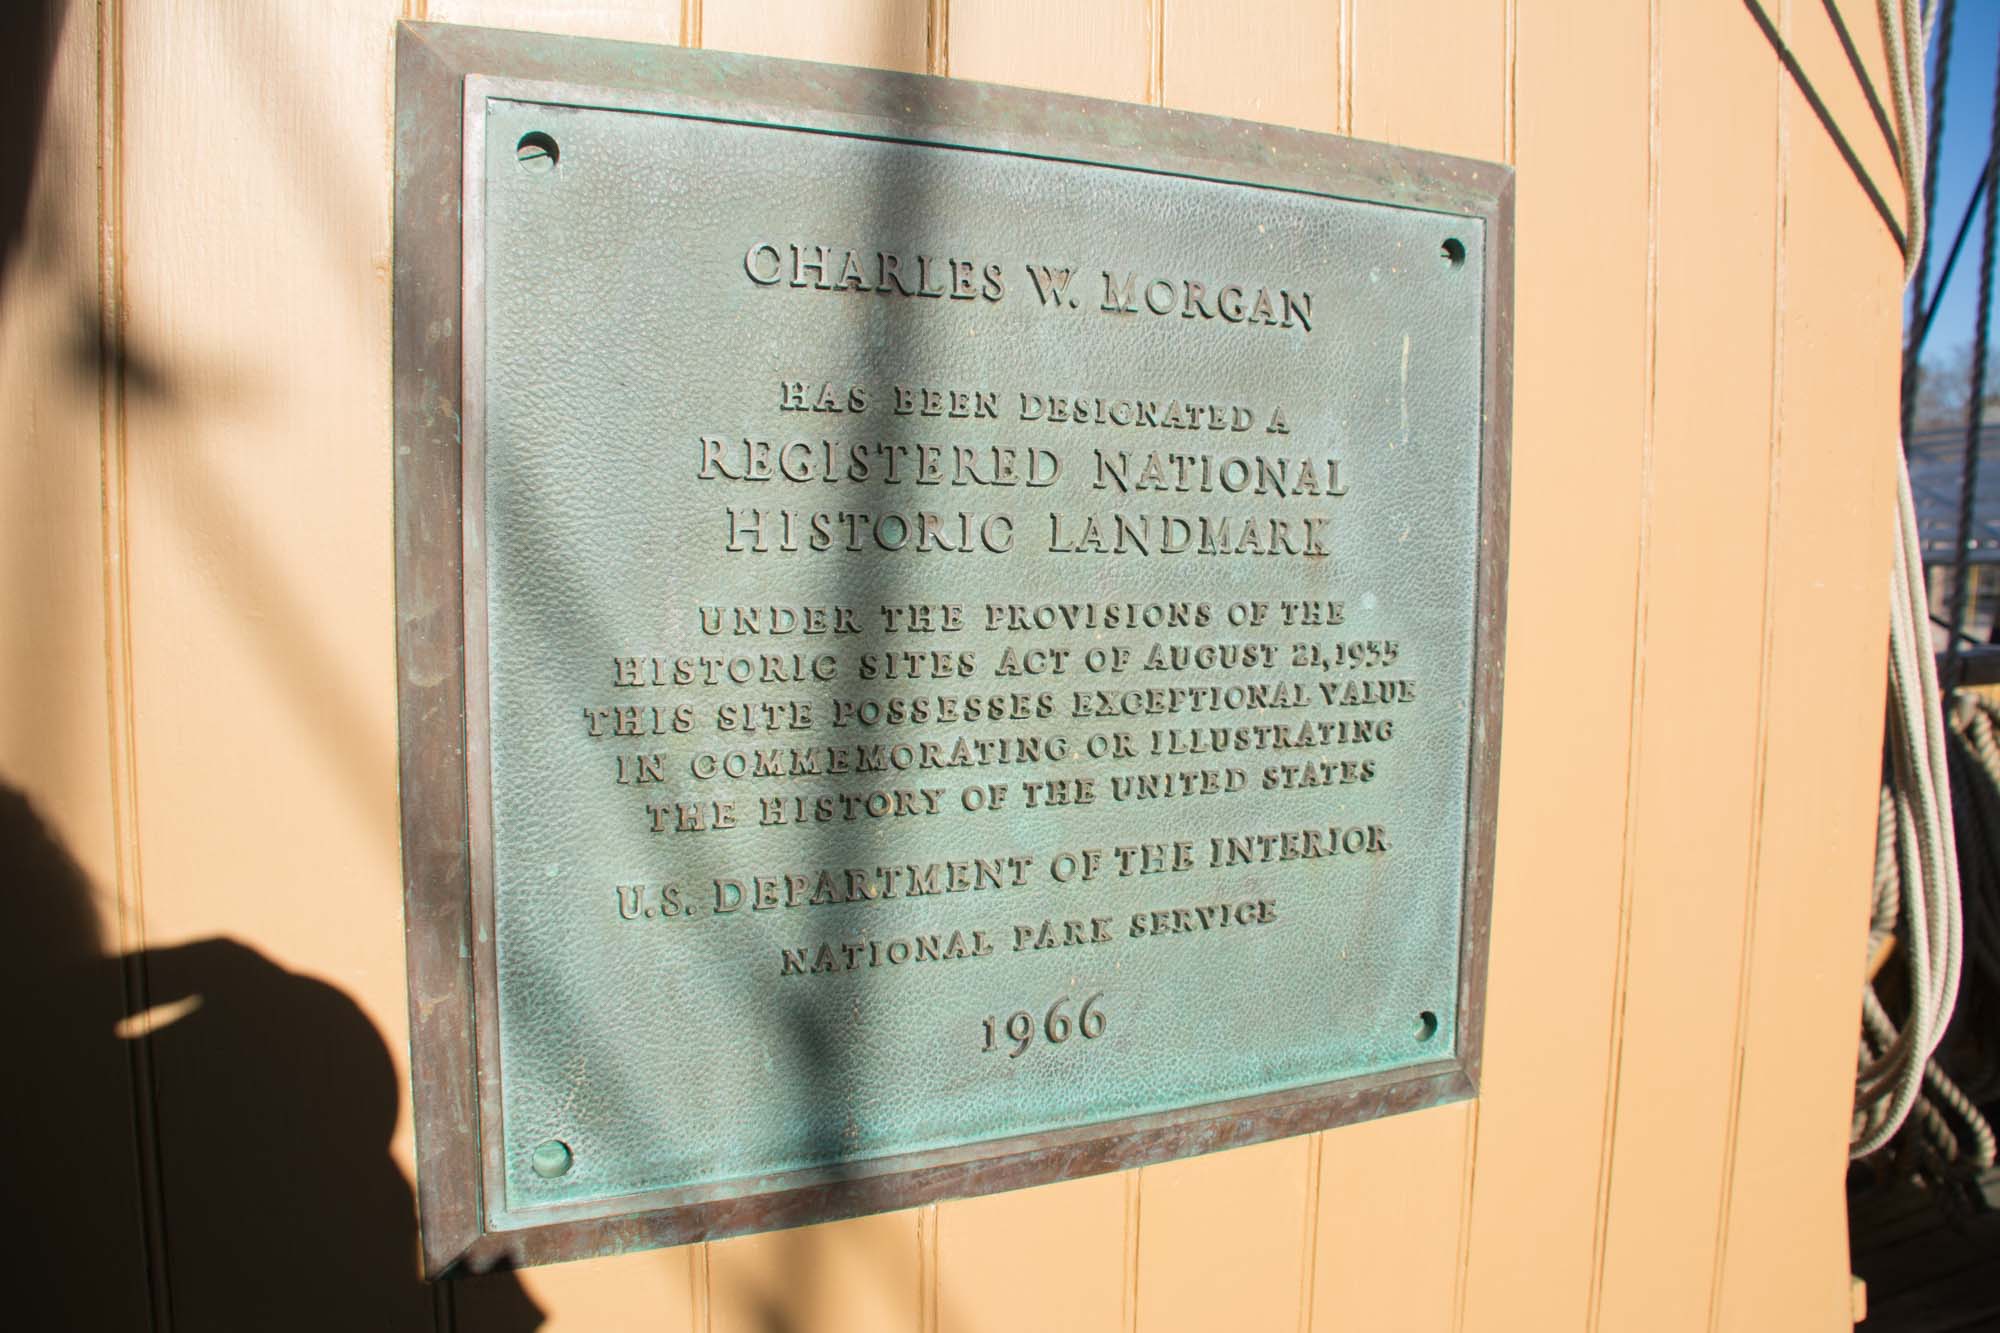 CHARLES W. MORGAN
HAS BEEN DESIGNATED A
REGISTERED NATIONAL
HISTORIC LANDMARK
UNDER THE PROVISIONS OF THE
HISTORIC SITES ACT OF AUGUST 21, 1935
THIS SITE POSSESSES EXCEPTIONAL VALUE
IN COMMEMORATING OR ILLUSTRATING
THE HISTORY OF THE UNITED STATES
U.S. DEPARTMENT OF THE INTERIOR
NATIONAL PARK SERVICE
1966